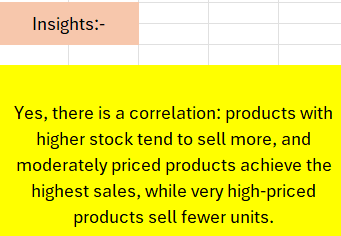 Insights:-
Yes, there is a correlation: products with
higher stock tend to sell more, and
moderately priced products achieve the
highest sales, while very high-priced
products sell fewer units.